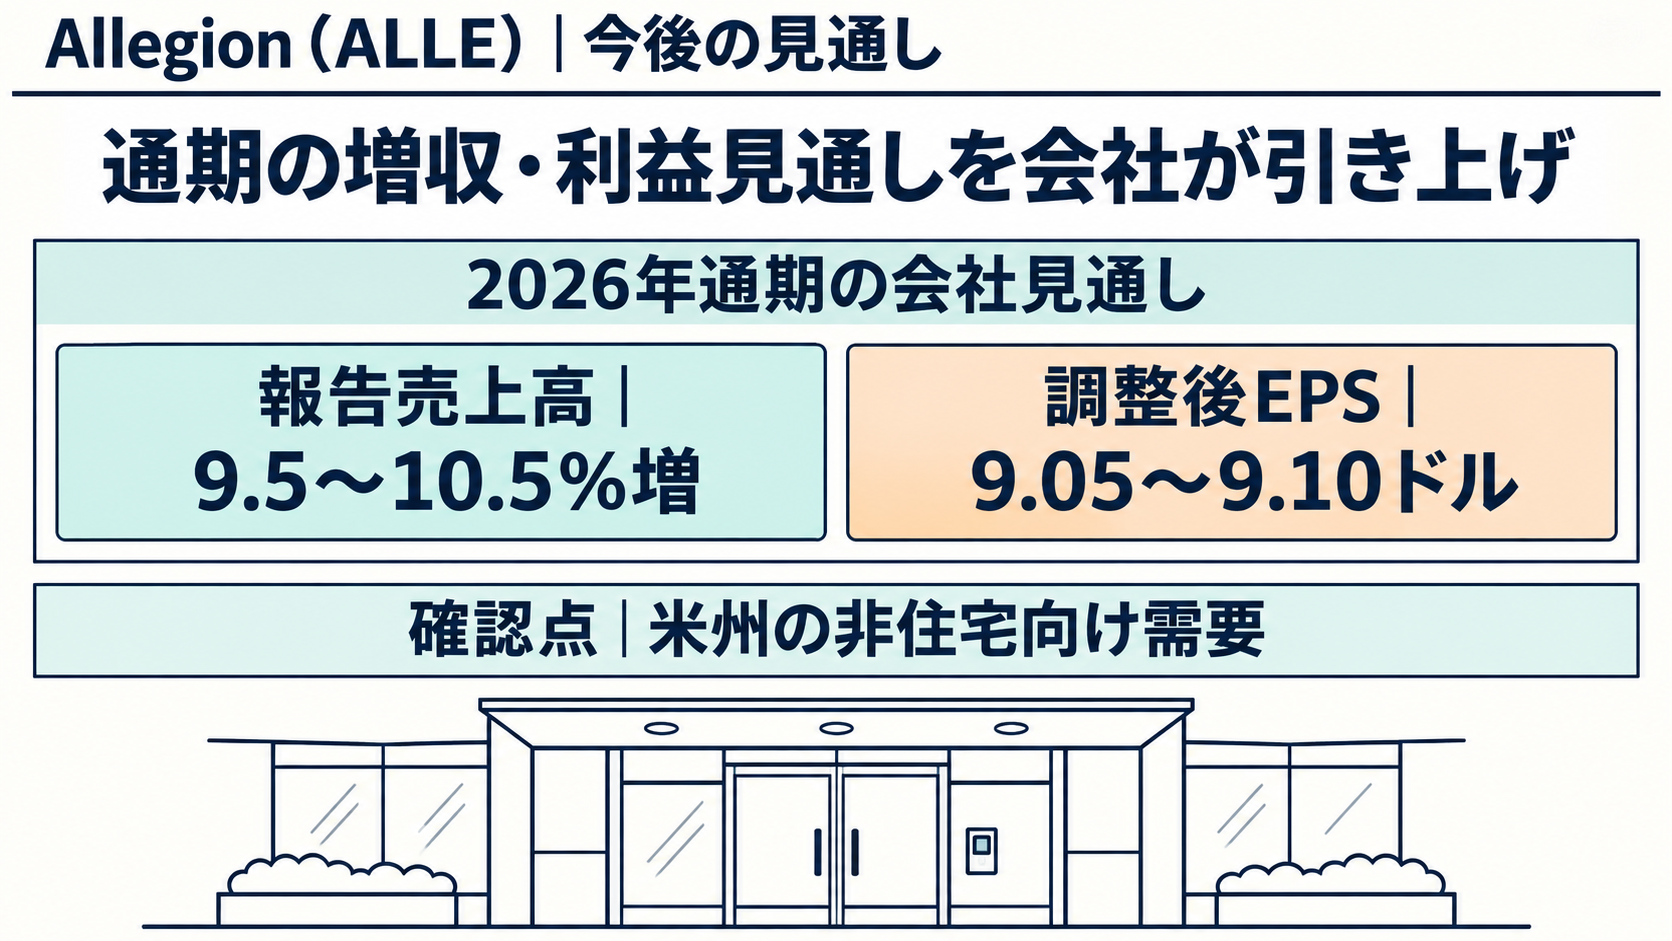 Allegion（ALLE）｜今後の見通し
通期の増収・利益見通しを会社が引き上げ
2026年通期の会社見通し
報告売上高｜
9.5〜10.5%増
調整後EPS｜
9.05〜9.10ドル
確認点｜米州の非住宅向け需要